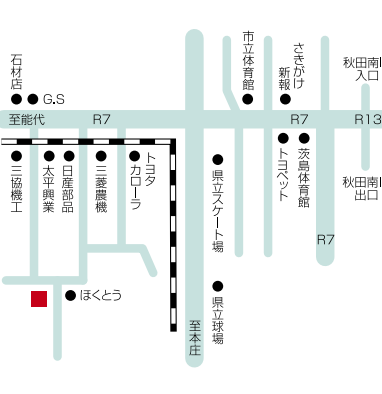 石材店
G.S
市立体育館
さきがけ
新報
秋田南I
入口
至能代
R7
R7
R13
三協機工
太平興業
日産部品
三菱農機
トヨタ
カローラ
県立スケート場
トヨペット
茨島体育館
秋田南I
出口
R7
ほくとう
県立球場
至本庄